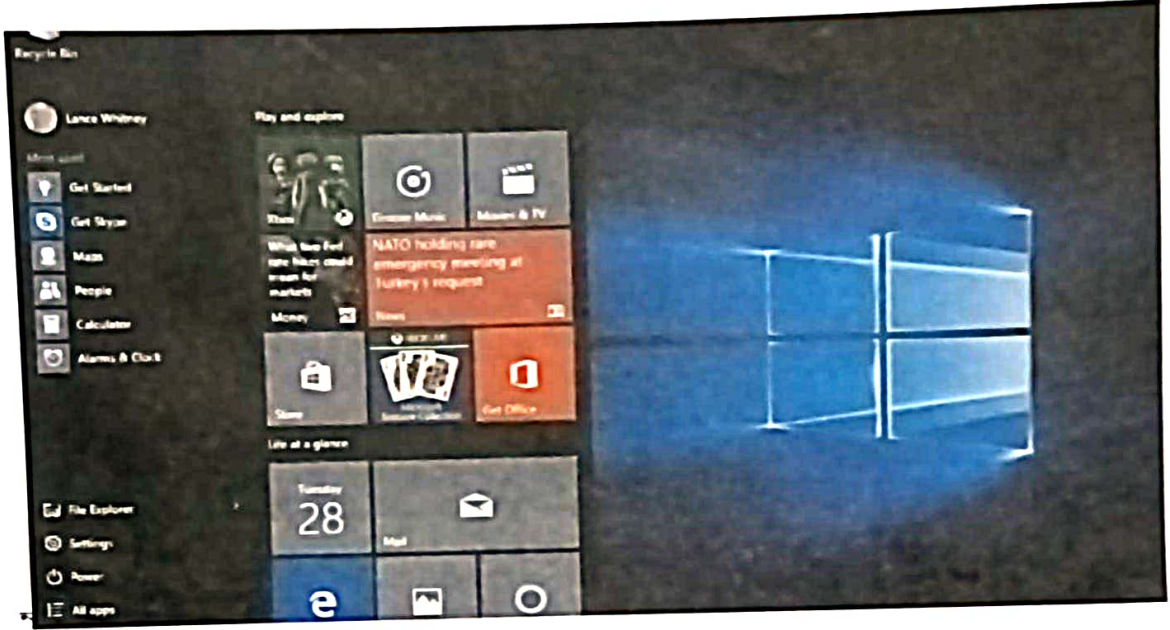 Recycle Bin
Lance Whitney
Most used
Get Started
Get Skype
Maps
People
Calculator
Alarms & Clock
File Explorer
Settings
Power
All apps
Play and explore
Xbox
Groove Music
Movies & TV
What two Fed
rate hikes could
mean for
markets
Money
NATO holding rare
emergency meeting at
Turkey's request
News
Store
Microsoft
Solitaire Collection
Get Office
Life at a glance
Tuesday
28
Mail